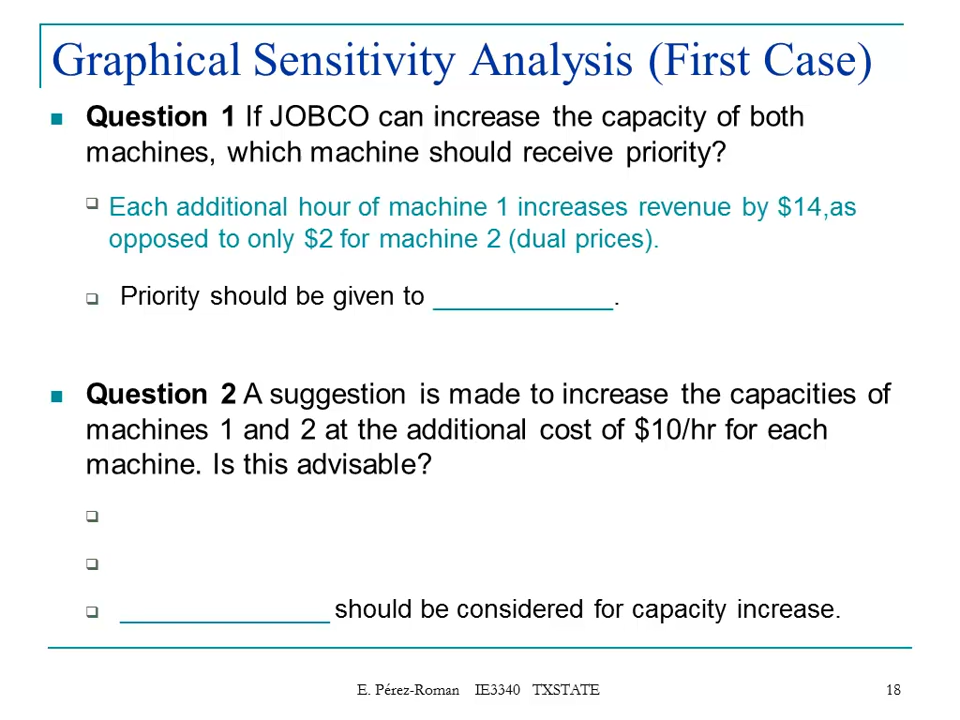 Graphical Sensitivity Analysis (First Case)
Question 1 If JOBCO can increase the capacity of both
machines, which machine should receive priority?
Each additional hour of machine 1 increases revenue by $14,as
opposed to only $2 for machine 2 (dual prices).
Priority should be given to ____________.
Question 2 A suggestion is made to increase the capacities of
machines 1 and 2 at the additional cost of $10/hr for each
machine. Is this advisable?
______________ should be considered for capacity increase.
E. Pérez-Roman IE3340 TXSTATE
18